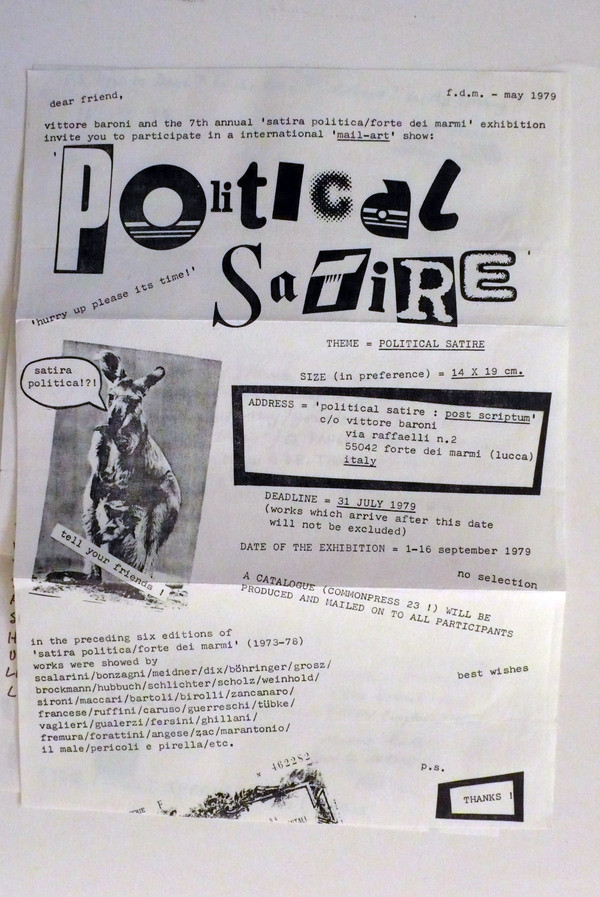 dear friend,
f.d.m. - may 1979
vittore baroni and the 7th annual 'satira politica/forte dei marmi' exhibition
invite you to participate in a international 'mail-art' show:
'POliticaL
SaTiRE'
'hurry up please its time!'
THEME = POLITICAL SATIRE
satira
politica!?!
SIZE (in preference) = 14 X 19 cm.
ADDRESS = 'political satire : post scriptum'
c/o vittore baroni
via raffaelli n.2
55042 forte dei marmi (lucca)
italy
DEADLINE = 31 JULY 1979
(works which arrive after this date
will not be excluded)
tell your friends !
DATE OF THE EXHIBITION = 1-16 september 1979
no selection
A CATALOGUE (COMMONPRESS 23 !) WILL BE
PRODUCED AND MAILED ON TO ALL PARTICIPANTS
in the preceding six editions of
'satira politica/forte dei marmi' (1973-78)
works were showed by
scalarini/bonzagni/meidner/dix/böhringer/grosz/
brockmann/hubbuch/schlichter/scholz/weinhold/
sironi/maccari/bartoli/birolli/zancanaro/
francese/ruffini/caruso/guerreschi/tübke/
vaglieri/gualerzi/fersini/ghillani/
fremura/forattini/angese/zac/marantonio/
il male/pericoli e pirella/etc.
best wishes
462282
p.s.
THANKS !